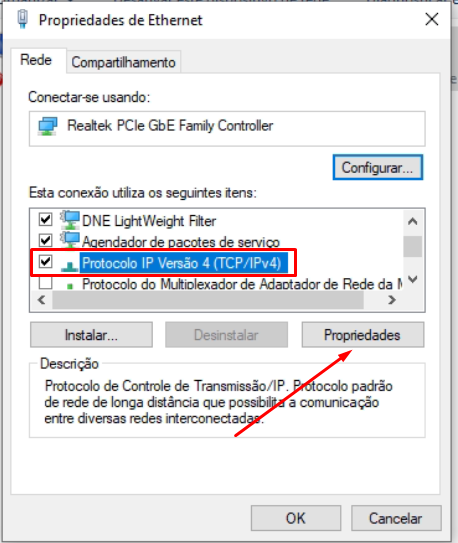 Propriedades de Ethernet
Rede
Compartilhamento
Conectar-se usando:
Realtek PCIe GbE Family Controller
Configurar...
Esta conexão utiliza os seguintes itens:
DNE LightWeight Filter
Agendador de pacotes de serviço
Protocolo IP Versão 4 (TCP/IPv4)
Protocolo do Multiplexador de Adaptador de Rede da M
Instalar...
Desinstalar
Propriedades
Descrição
Protocolo de Controle de Transmissão/IP. Protocolo padrão
de rede de longa distância que possibilita a comunicação
entre diversas redes interconectadas.
OK
Cancelar